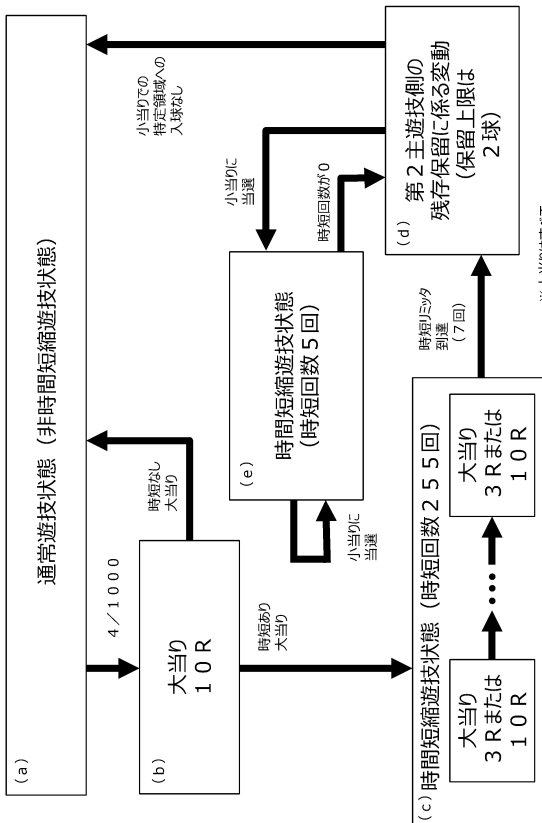 (a)
通常遊技状態（非時間短縮遊技状態）
4／1000
時短なし
大当り
小当りでの
特定領域への
入球なし
(b)
大当り
10R
時短あり
大当り
(e)
時間短縮遊技状態
（時短回数5回）
小当りに
当選
小当りに
当選
時短回数が0
(d)
第２主遊技側の
残存保留に係る変動
（保留上限は
２球）
(c)
時間短縮遊技状態（時短回数２５５回）
大当り
３Rまたは
１０R
大当り
３Rまたは
１０R
時短リミッタ
到達
（7回）